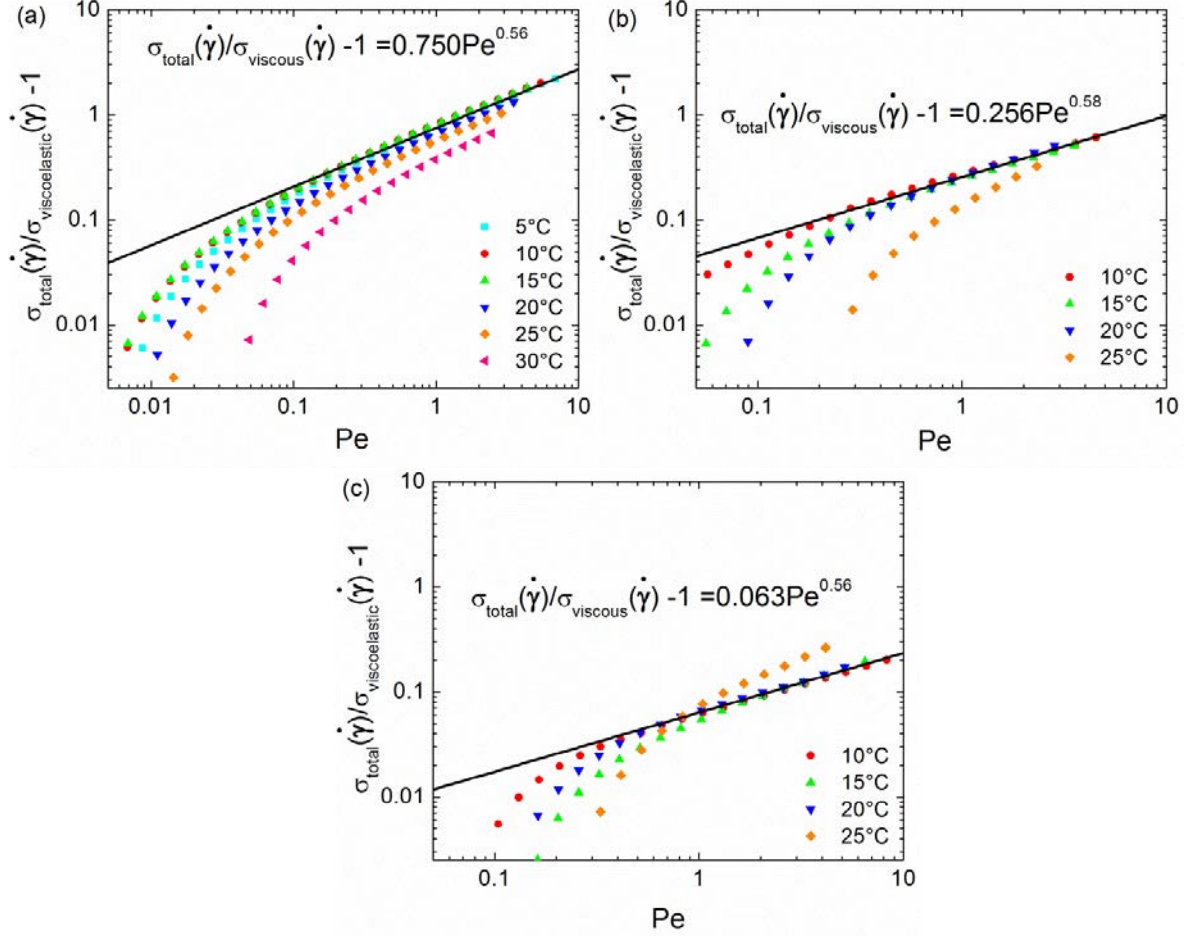 (a)
σtotal(γ̇)/σviscous(γ̇) -1 =0.750Pe^0.56
σtotal(γ̇)/σviscoelastic(γ̇) -1
10
1
0.1
0.01
5°C
10°C
15°C
20°C
25°C
30°C
0.01
0.1
1
10
Pe
(b)
σtotal(γ̇)/σviscous(γ̇) -1 =0.256Pe^0.58
σtotal(γ̇)/σviscoelastic(γ̇) -1
10
1
0.1
0.01
10°C
15°C
20°C
25°C
0.1
1
10
Pe
(c)
σtotal(γ̇)/σviscous(γ̇) -1 =0.063Pe^0.56
σtotal(γ̇)/σviscoelastic(γ̇) -1
10
1
0.1
0.01
10°C
15°C
20°C
25°C
0.1
1
10
Pe